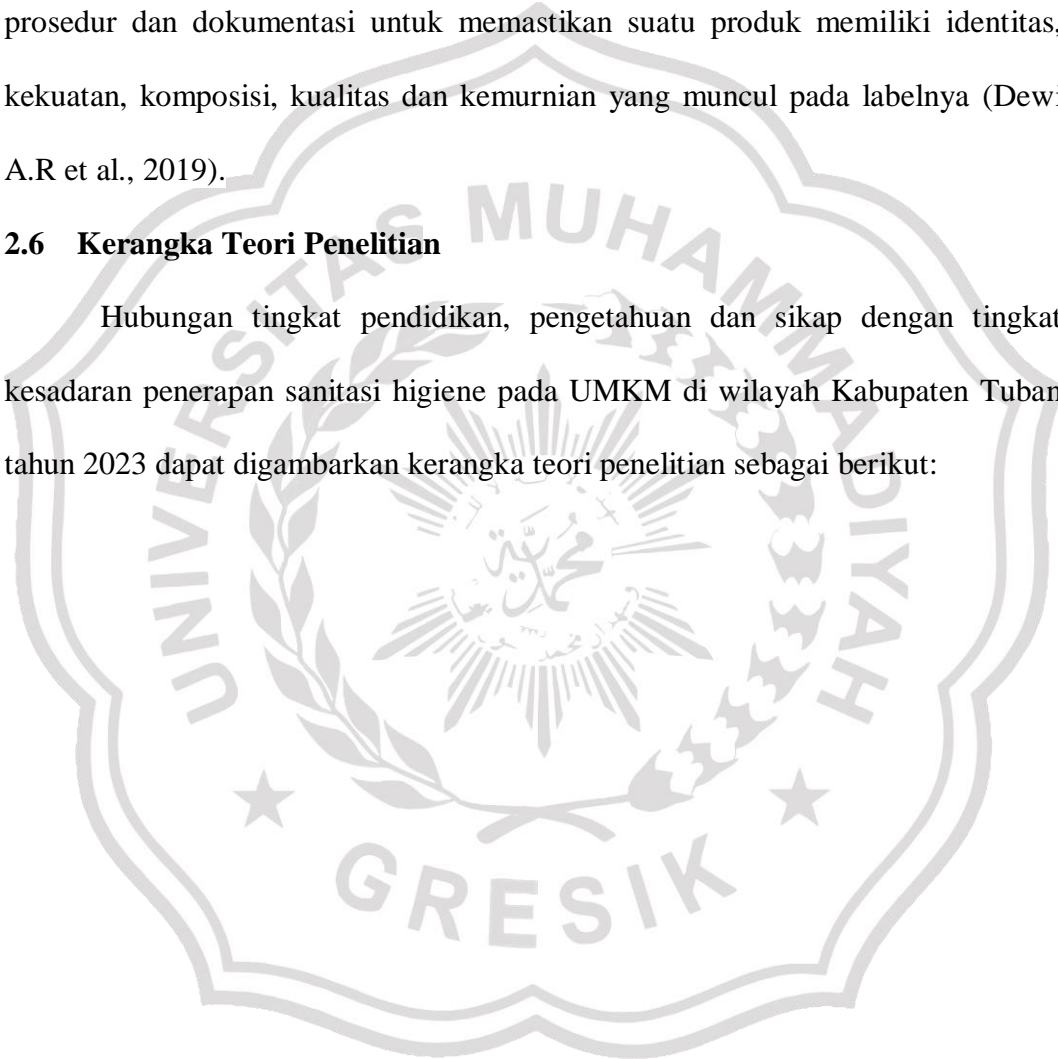 prosedur dan dokumentasi untuk memastikan suatu produk memiliki identitas,
kekuatan, komposisi, kualitas dan kemurnian yang muncul pada labelnya (Dewi
A.R et al., 2019).
2.6 Kerangka Teori Penelitian
Hubungan tingkat pendidikan, pengetahuan dan sikap dengan tingkat
kesadaran penerapan sanitasi higiene pada UMKM di wilayah Kabupaten Tuban
tahun 2023 dapat digambarkan kerangka teori penelitian sebagai berikut:
UNIVERSITAS MUHAMMADIYAH
GRESIK